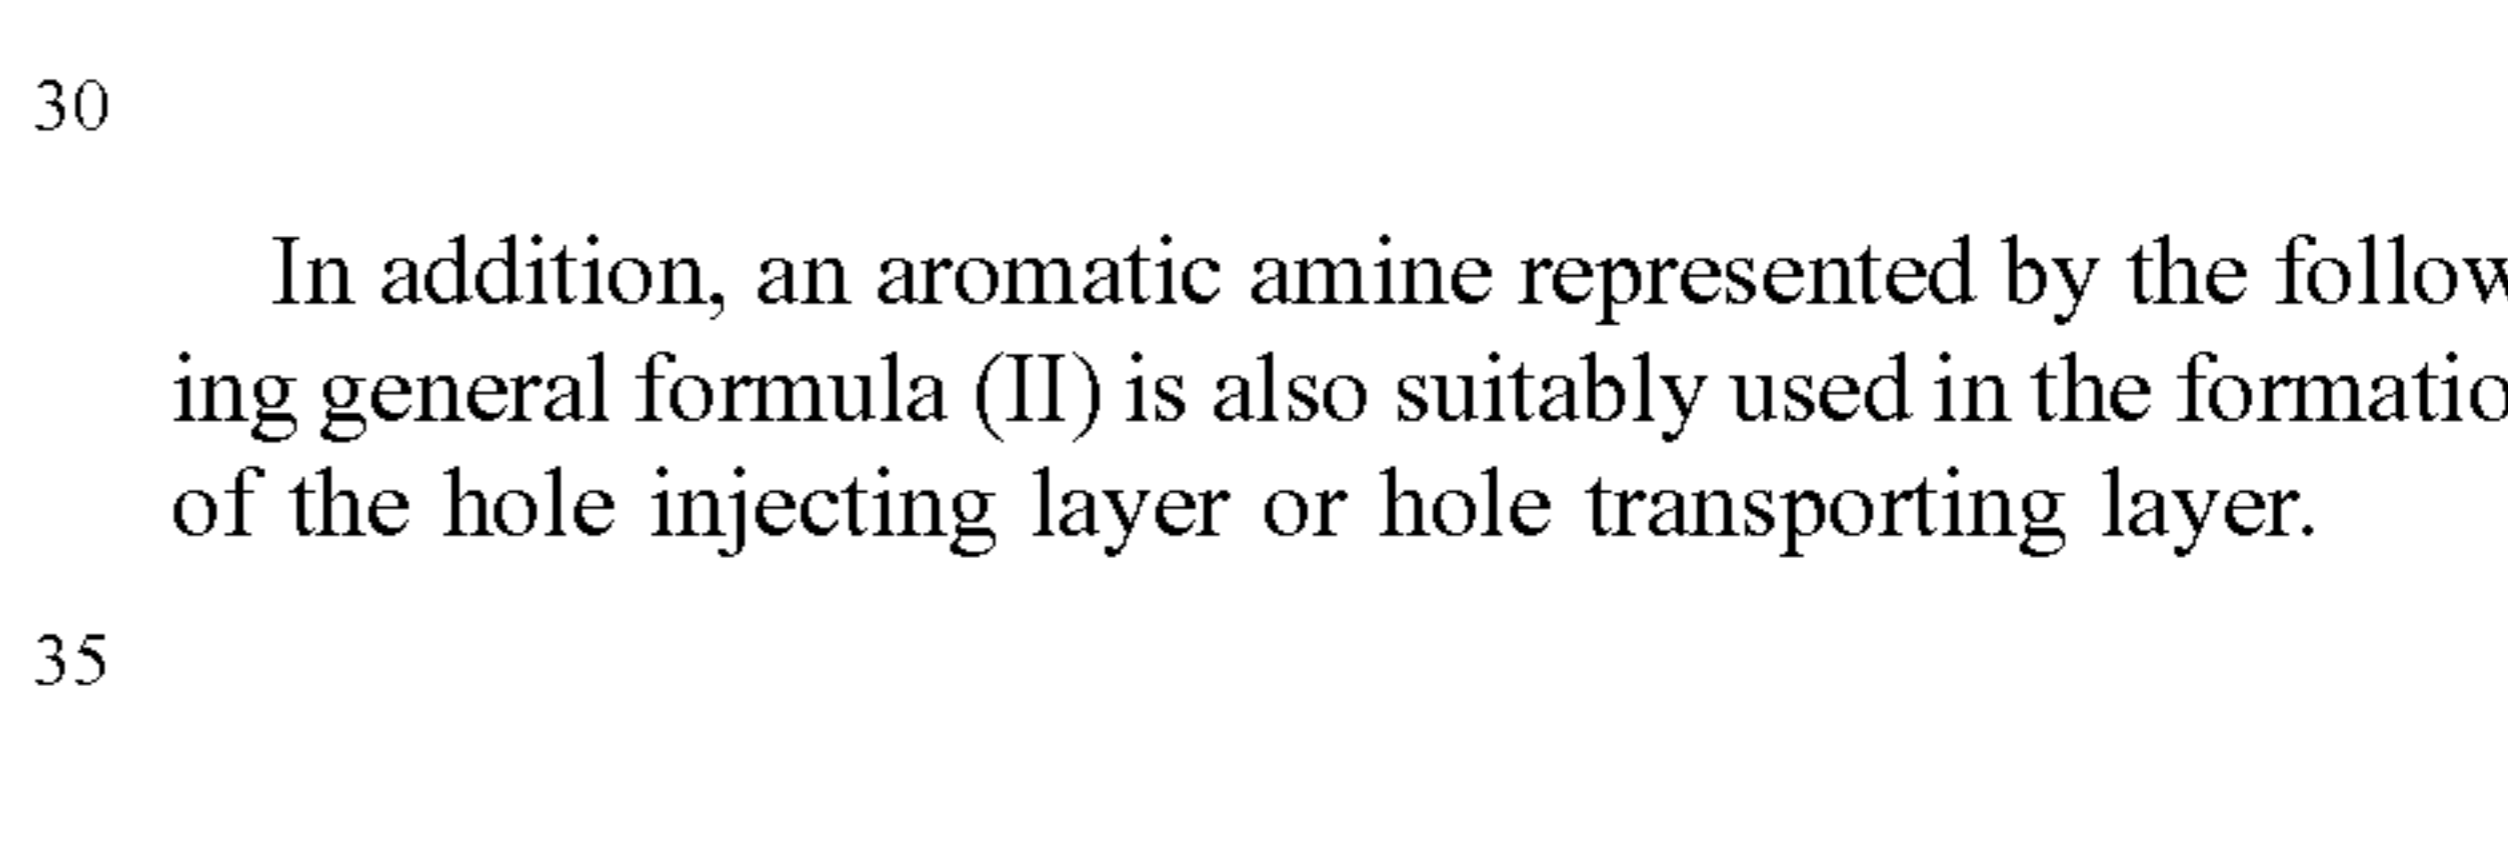 30
In addition, an aromatic amine represented by the follow
ing general formula (II) is also suitably used in the formatio
of the hole injecting layer or hole transporting layer.
35